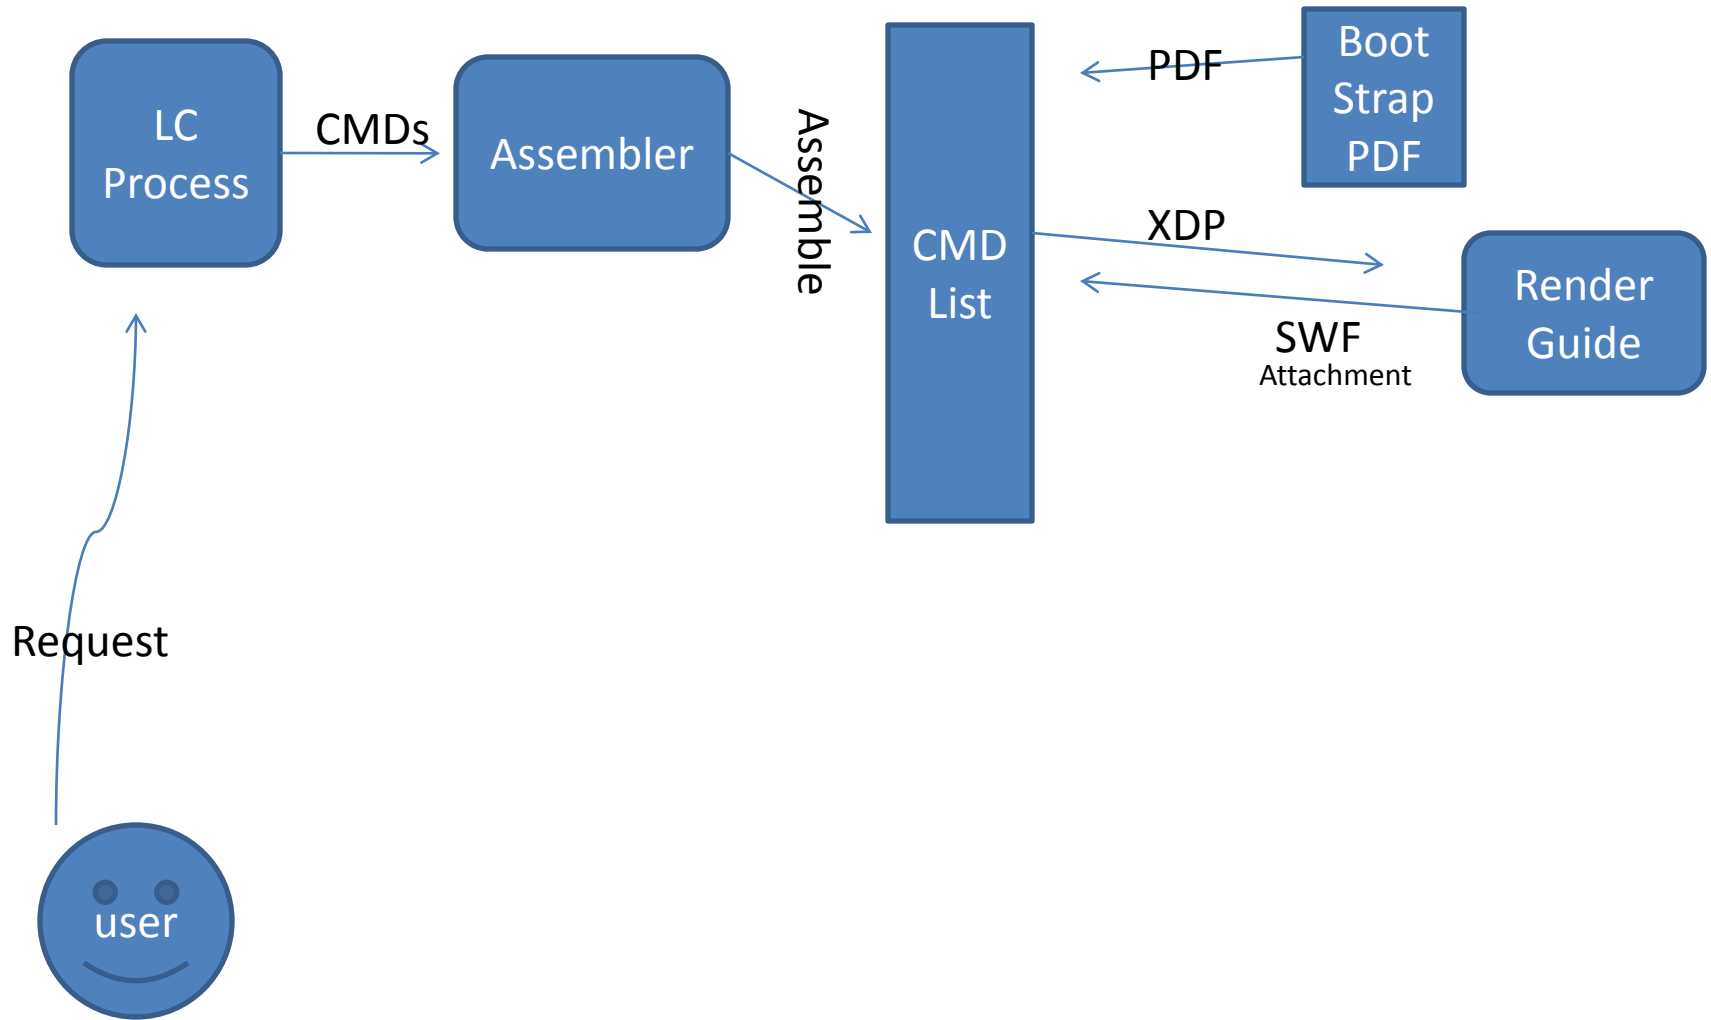 LC
Process
CMDs
Assembler
Assemble
CMD
List
PDF
Boot
Strap
PDF
XDP
Render
Guide
SWF
Attachment
Request
user